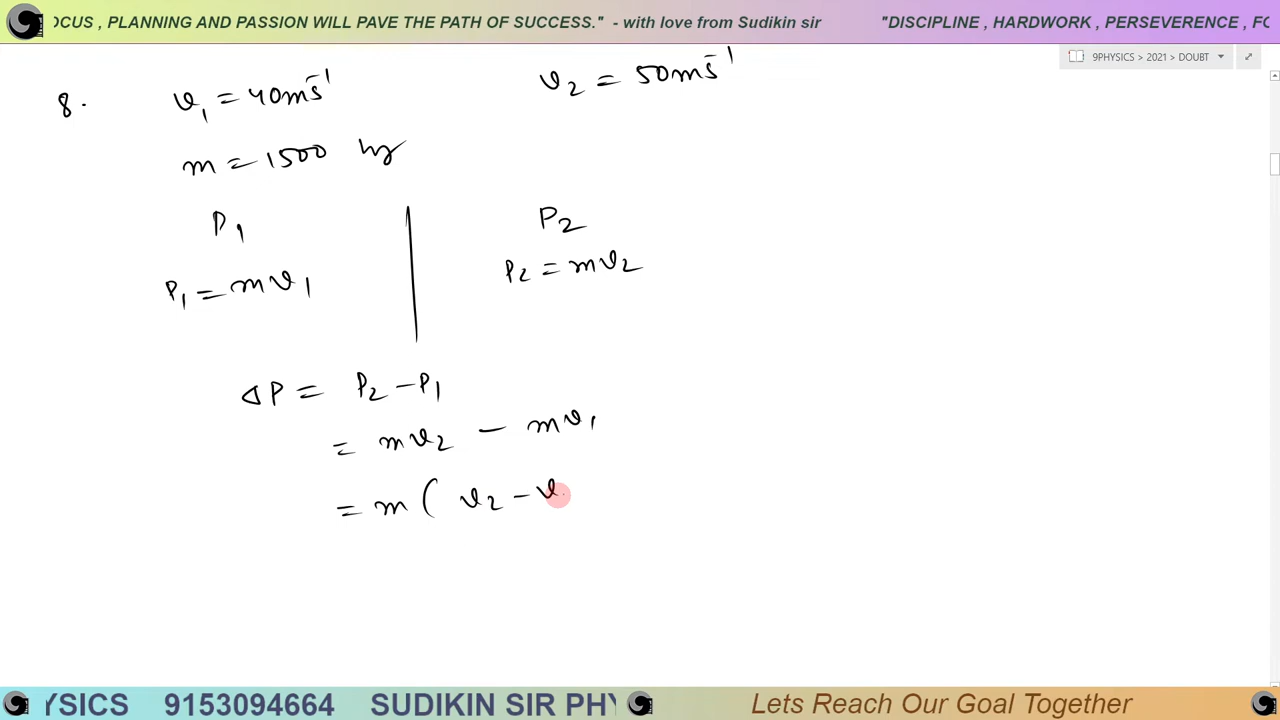 OCUS , PLANNING AND PASSION WILL PAVE THE PATH OF SUCCESS." - with love from Sudikin sir "DISCIPLINE , HARDWORK , PERSEVERENCE , FO
9PHYSICS > 2021 > DOUBT
8. v₁ = 40ms⁻¹ v₂ = 50ms⁻¹
m = 1500 kg
P₁ P₂
P₁ = mv₁ P₂ = mv₂
ΔP = P₂ - P₁
= mv₂ - mv₁
= m ( v₂ - v
YSICS 9153094664 SUDIKIN SIR PHY Lets Reach Our Goal Together